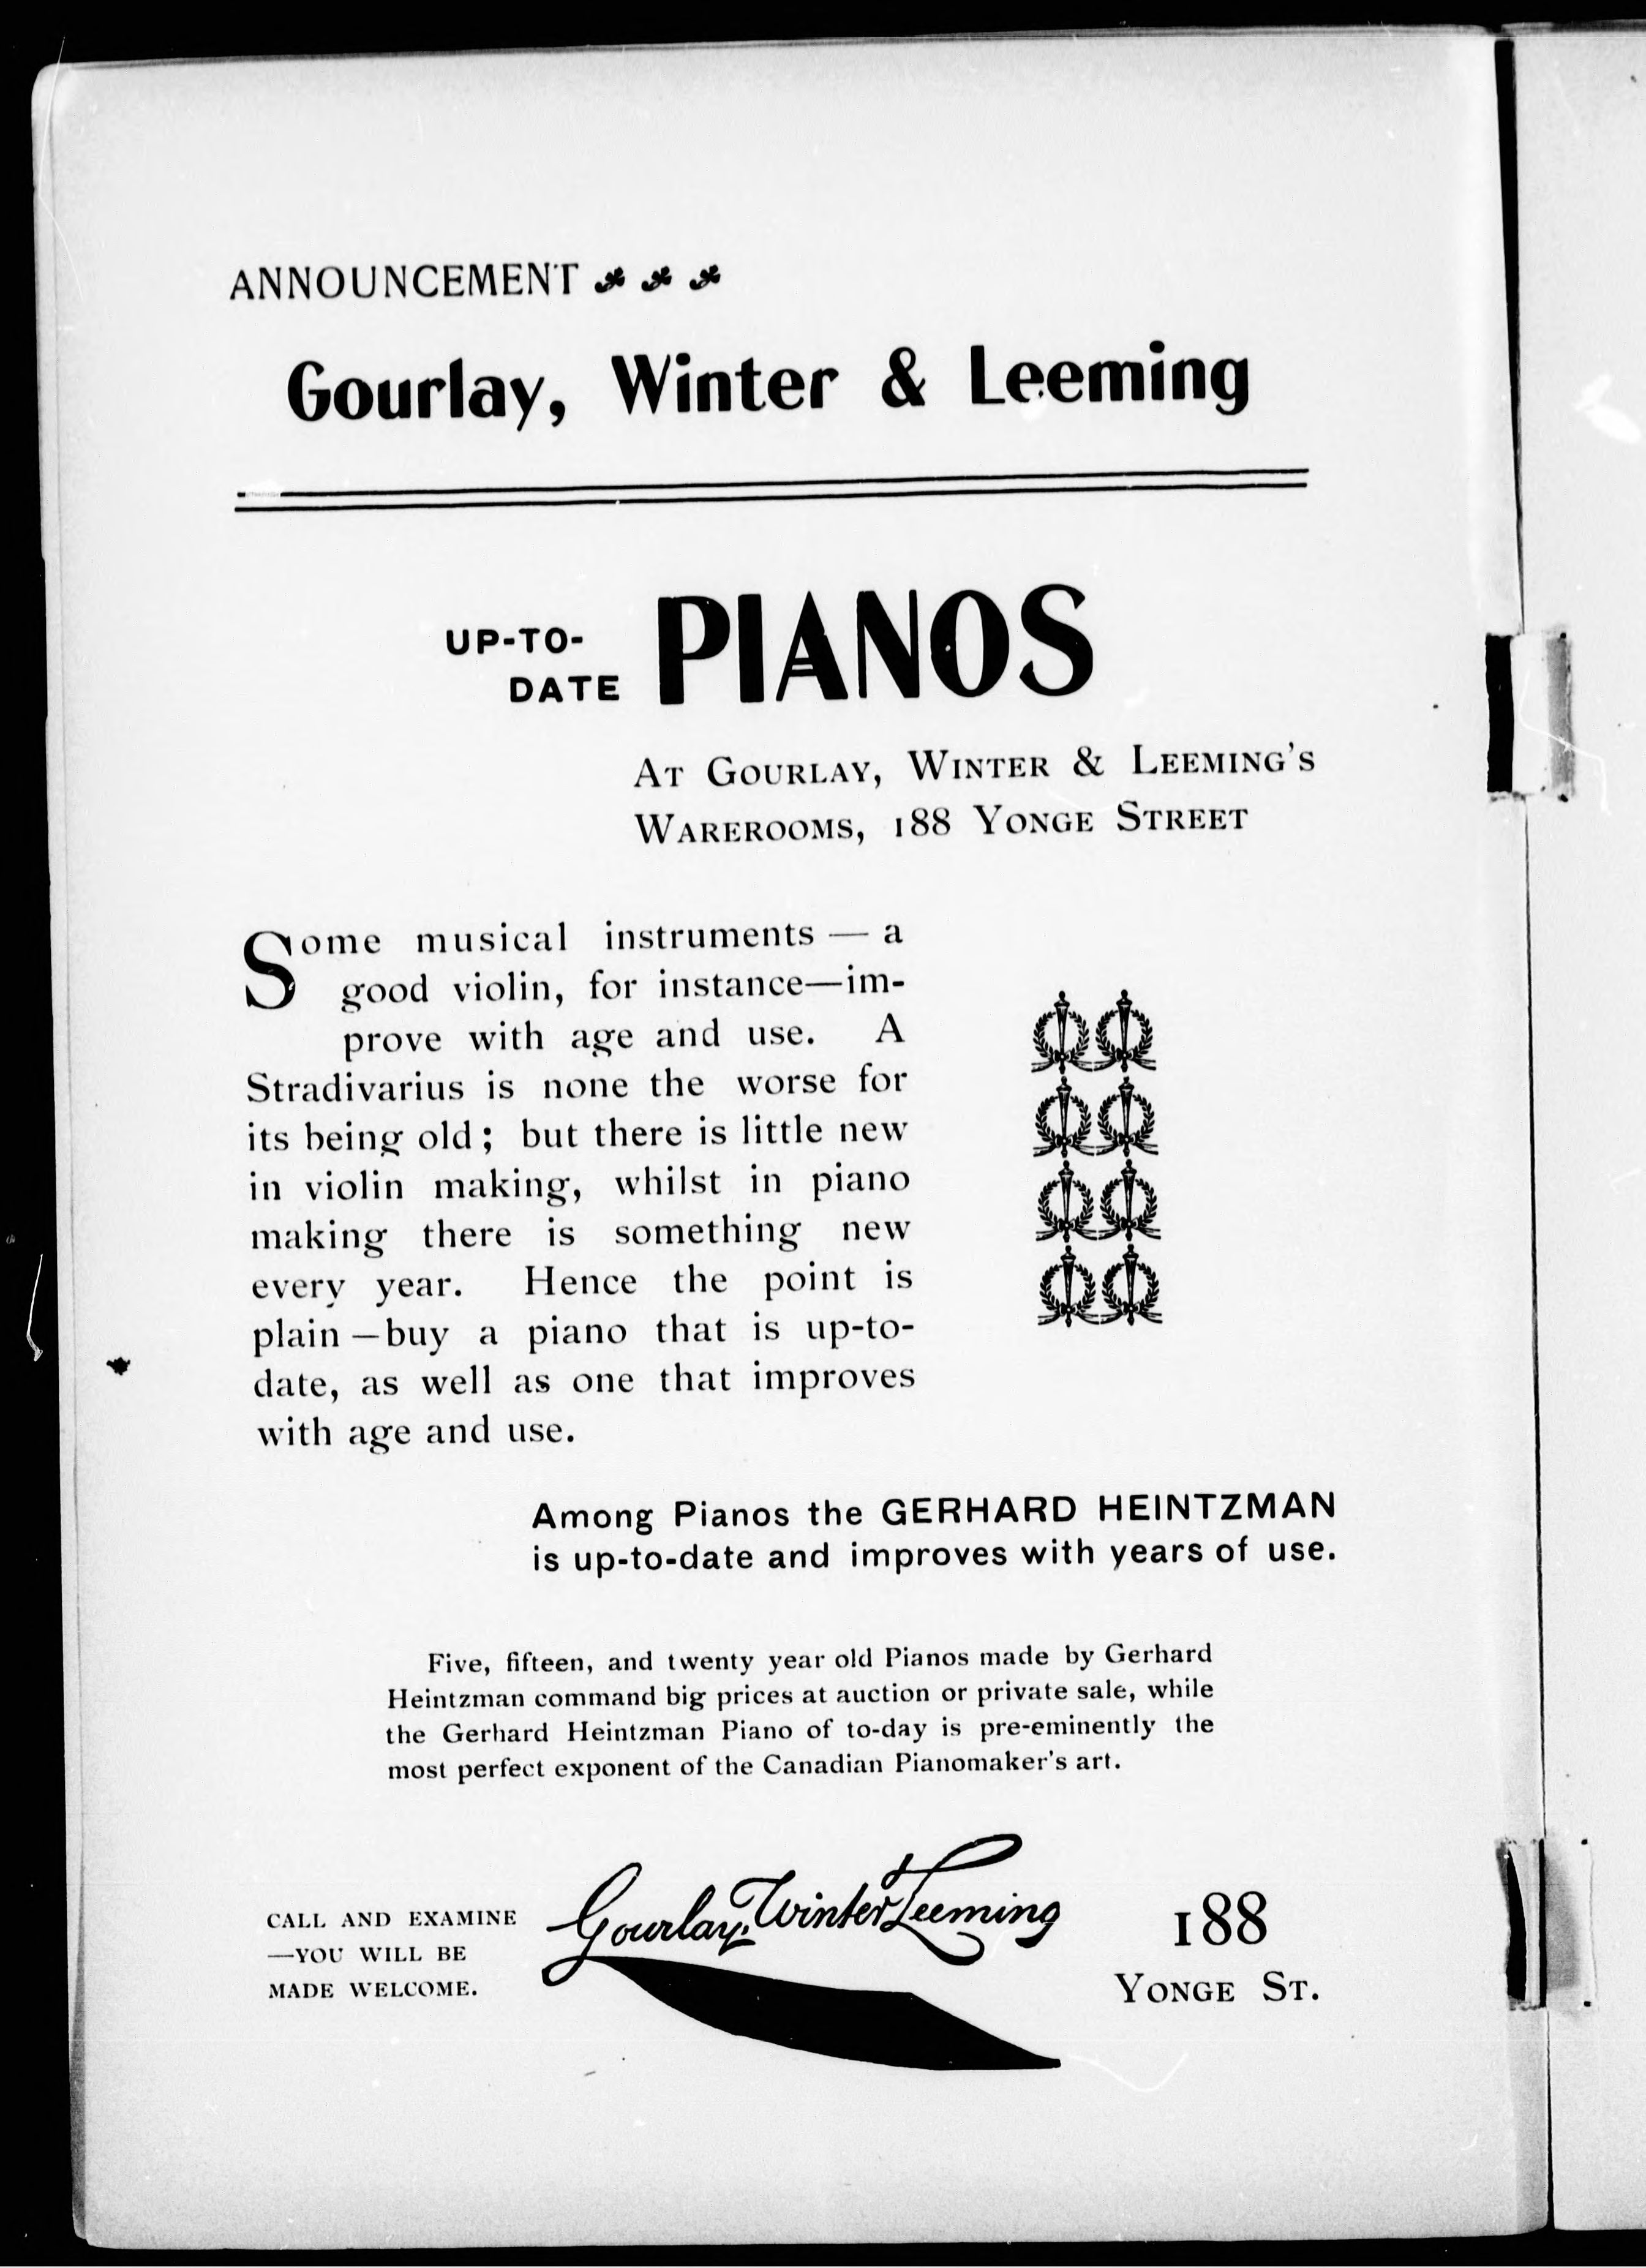 ANNOUNCEMENT
Gourlay, Winter & Leeming
UP-TO-
DATE PIANOS
At Gourlay, Winter & Leeming's
Warerooms, 188 Yonge Street
Some musical instruments — a
good violin, for instance—im-
prove with age and use. A
Stradivarius is none the worse for
its being old; but there is little new
in violin making, whilst in piano
making there is something new
every year. Hence the point is
plain—buy a piano that is up-to-
date, as well as one that improves
with age and use.
Among Pianos the GERHARD HEINTZMAN
is up-to-date and improves with years of use.
Five, fifteen, and twenty year old Pianos made by Gerhard
Heintzman command big prices at auction or private sale, while
the Gerhard Heintzman Piano of to-day is pre-eminently the
most perfect exponent of the Canadian Pianomaker's art.
CALL AND EXAMINE
—YOU WILL BE
MADE WELCOME.
Gourlay, Winter & Leeming
188
Yonge St.